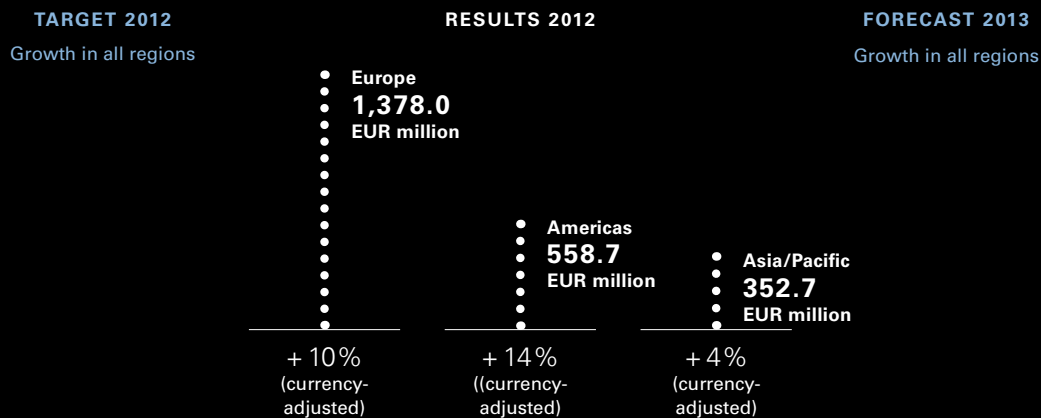 TARGET 2012
Growth in all regions
RESULTS 2012
Europe
1,378.0
EUR million
Americas
558.7
EUR million
Asia/Pacific
352.7
EUR million
+ 10%
(currency-
adjusted)
+ 14%
((currency-
adjusted)
+ 4%
(currency-
adjusted)
FORECAST 2013
Growth in all regions